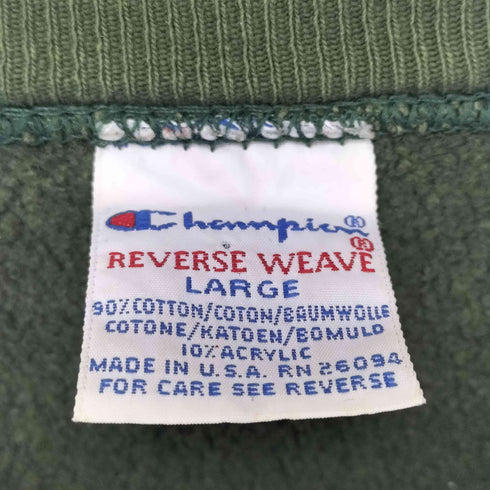 Champion®
REVERSE WEAVE®
LARGE
90% COTTON/COTON/BAUMWOLLE
COTONE/KATOEN/BOMULD
10% ACRYLIC
MADE IN U.S.A. RN 26094
FOR CARE SEE REVERSE